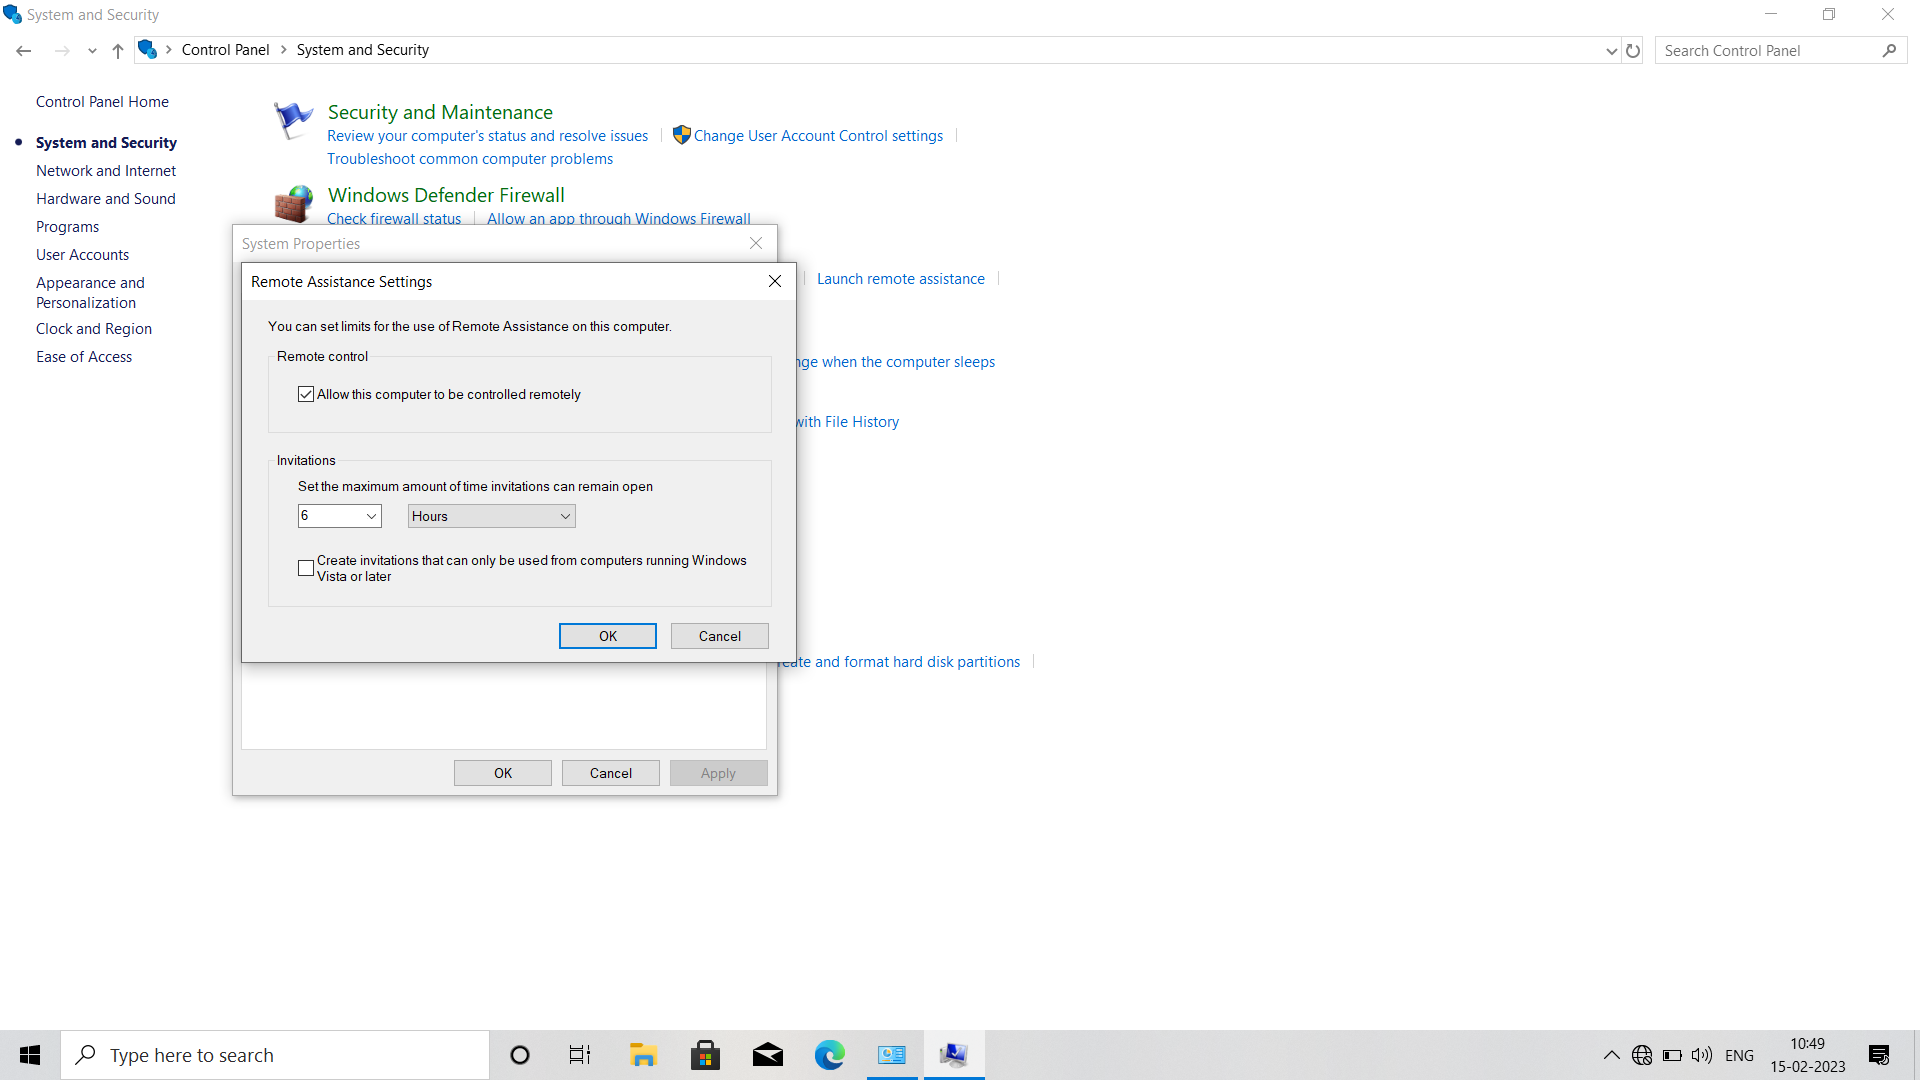 System and Security
Control Panel
System and Security
Search Control Panel
Control Panel Home
System and Security
Network and Internet
Hardware and Sound
Programs
User Accounts
Appearance and
Personalization
Clock and Region
Ease of Access
Security and Maintenance
Review your computer's status and resolve issues
Change User Account Control settings
Troubleshoot common computer problems
Windows Defender Firewall
Check firewall status
Allow an app through Windows Firewall
Launch remote assistance
when the computer sleeps
with File History
and format hard disk partitions
System Properties
Remote Assistance Settings
You can set limits for the use of Remote Assistance on this computer.
Remote control
Allow this computer to be controlled remotely
Invitations
Set the maximum amount of time invitations can remain open
6
Hours
Create invitations that can only be used from computers running Windows
Vista or later
OK
Cancel
OK
Cancel
Apply
Type here to search
ENG
10:49
15-02-2023